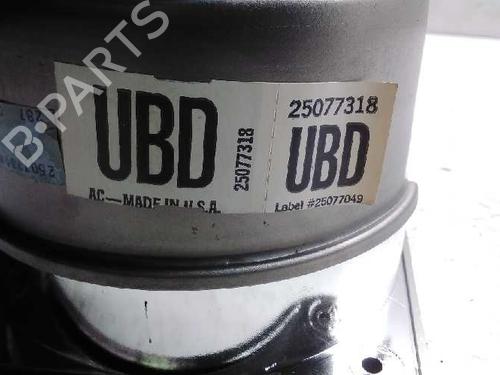 B-PARTS
UBD
25077318
AC—MADE IN U.S.A.
25077318
UBD
Label #25077049